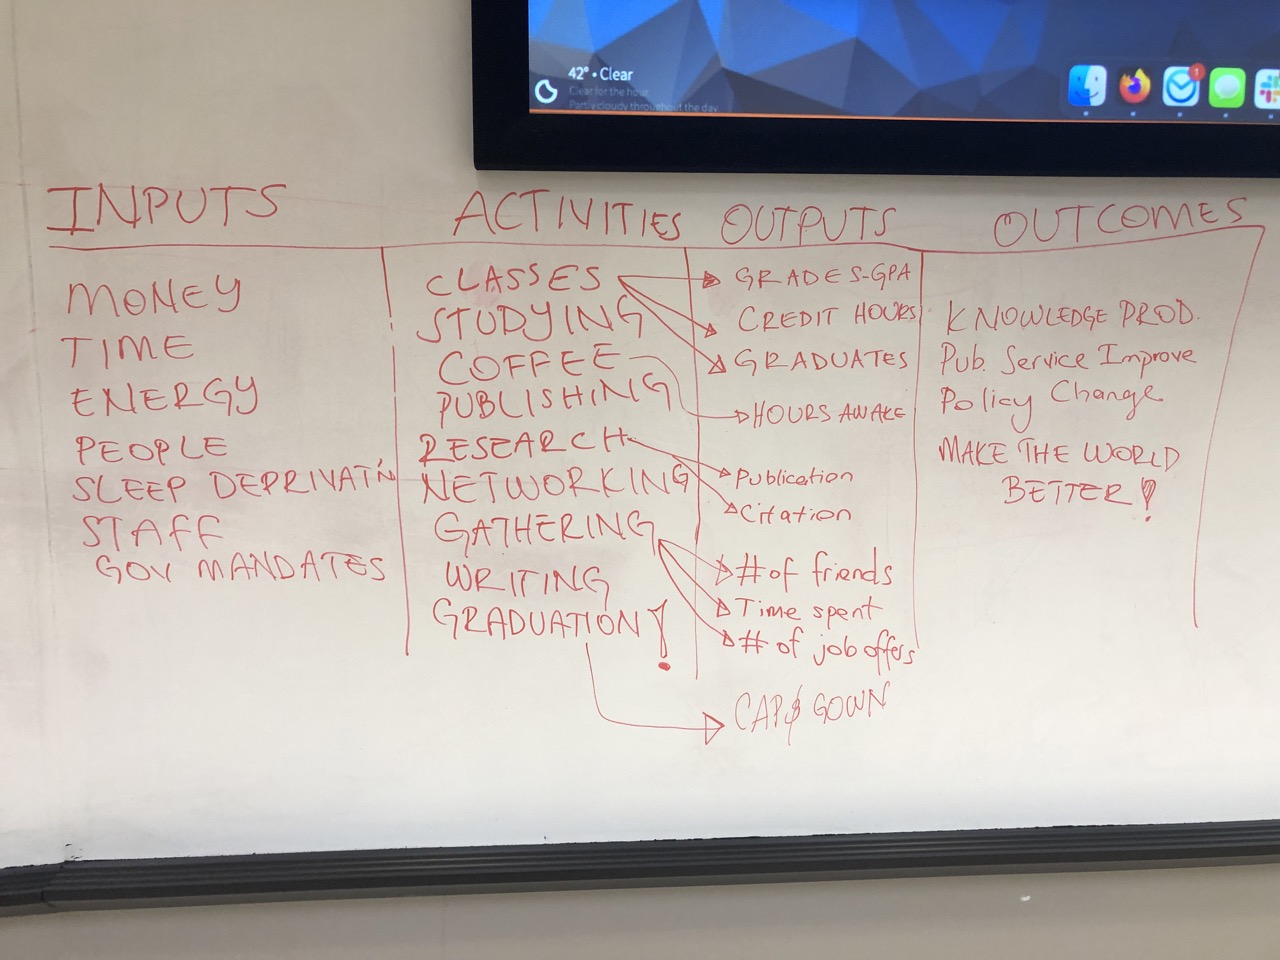 42° • Clear
Clear for the hour
Partly cloudy throughout the day
1
INPUTS
MONEY
TIME
ENERGY
PEOPLE
SLEEP DEPRIVATN
STAFF
GOV MANDATES
ACTIVITIES
CLASSES
STUDYING
COFFEE
PUBLISHING
RESEARCH
NETWORKING
GATHERING
WRITING
GRADUATION!
OUTPUTS
GRADES-GPA
CREDIT HOURS
GRADUATES
HOURS AWAKE
Publication
Citation
# of friends
Time spent
# of job offers
CAP & GOWN
OUTCOMES
KNOWLEDGE PROD.
Pub. Service Improve
Policy Change
MAKE THE WORLD
BETTER!